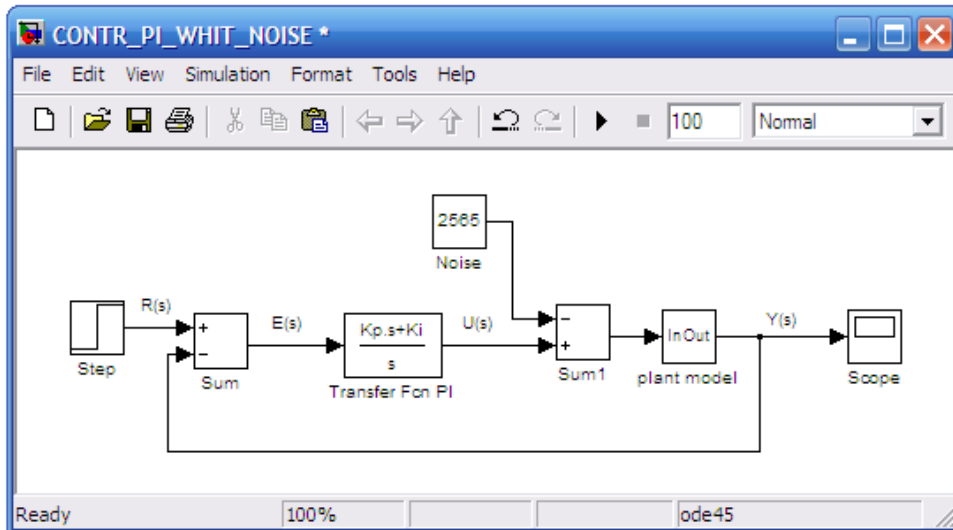 CONTR_PI_WHIT_NOISE *
File Edit View Simulation Format Tools Help
100 Normal
2565
Noise
R(s)
+
−
Step
Sum
E(s)
Kp.s+Ki
s
Transfer Fcn PI
U(s)
−
+
Sum1
InOut
plant model
Y(s)
Scope
Ready 100% ode45